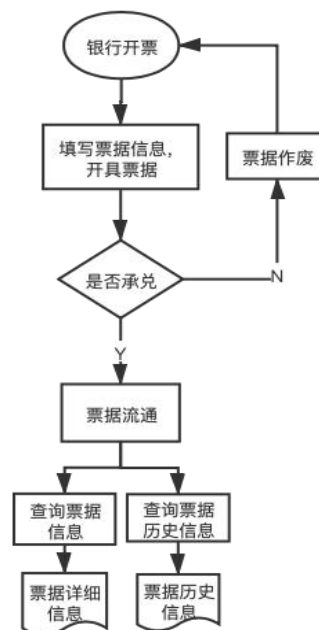 银行开票
填写票据信息，
开具票据
票据作废
是否承兑
N
Y
票据流通
查询票据
信息
查询票据
历史信息
票据详细
信息
票据历史
信息